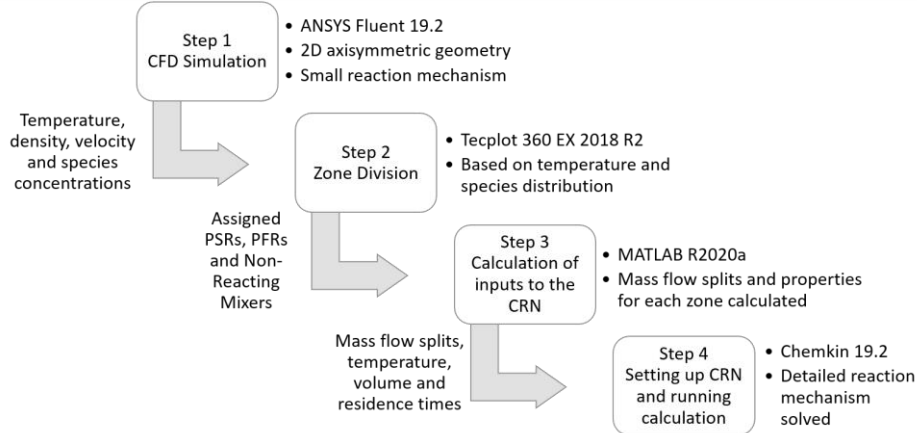 Step 1
CFD Simulation
• ANSYS Fluent 19.2
• 2D axisymmetric geometry
• Small reaction mechanism
Temperature,
density, velocity
and species
concentrations
Step 2
Zone Division
• Tecplot 360 EX 2018 R2
• Based on temperature and
species distribution
Assigned
PSRs, PFRs
and Non-
Reacting
Mixers
Step 3
Calculation of
inputs to the
CRN
• MATLAB R2020a
• Mass flow splits and properties
for each zone calculated
Mass flow splits,
temperature,
volume and
residence times
Step 4
Setting up CRN
and running
calculation
• Chemkin 19.2
• Detailed reaction
mechanism
solved